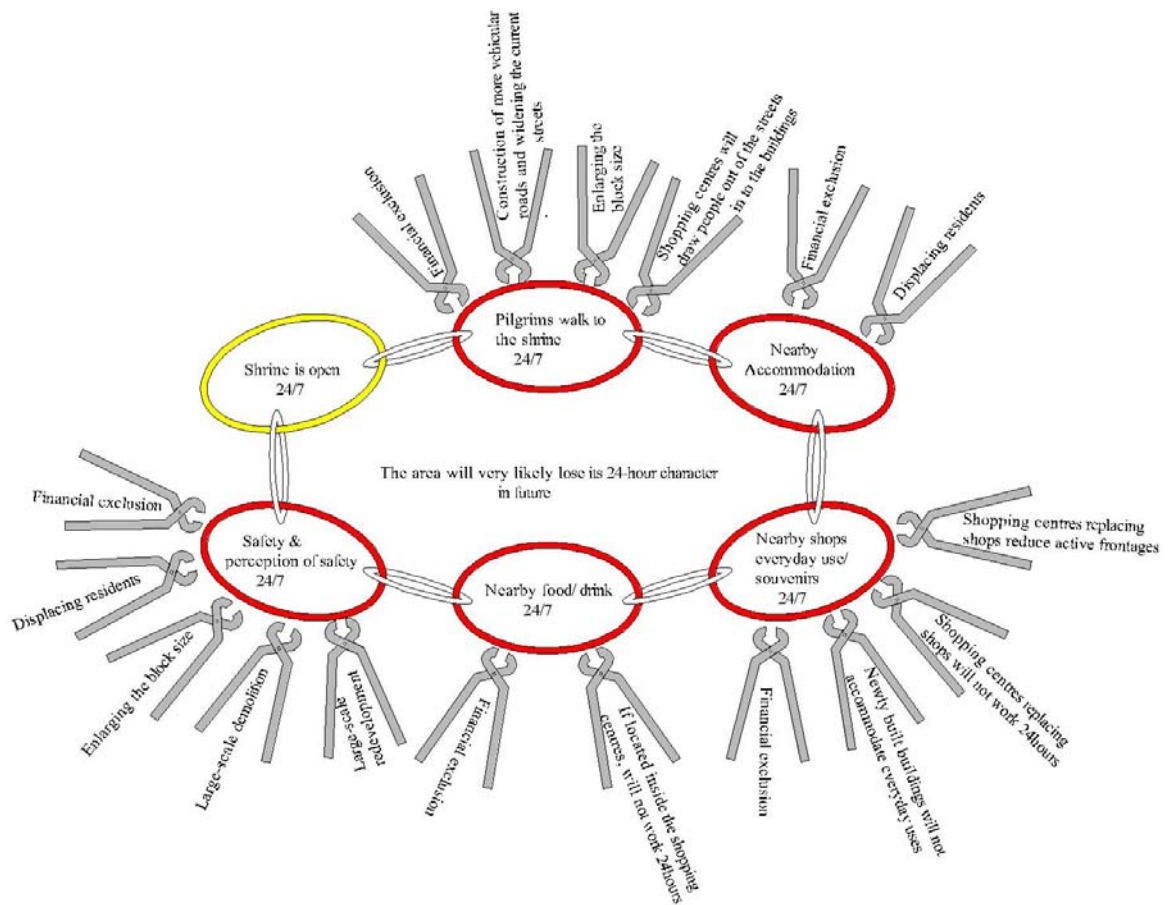 Financial exclusion
Construction of more vehicular
roads and widening the current
streets
Enlarging the
block size
Shopping centres will
draw people out of the streets
in to the buildings
Financial exclusion
Displacing residents
Shrine is open
24/7
Pilgrims walk to
the shrine
24/7
Nearby
Accommodation
24/7
The area will very likely lose its 24-hour character
in future
Financial exclusion
Displacing residents
Enlarging the block size
Large-scale demolition
Large-scale
redevelopment
Safety &
perception of safety
24/7
Nearby food/ drink
24/7
Nearby shops
everyday use/
souvenirs
24/7
Financial exclusion
If located inside the shopping
centres, will not work 24hours
Financial exclusion
Newly built buildings will not
accommodate everyday uses
Shopping centres replacing
shops will not work 24hours
Shopping centres replacing
shops reduce active frontages